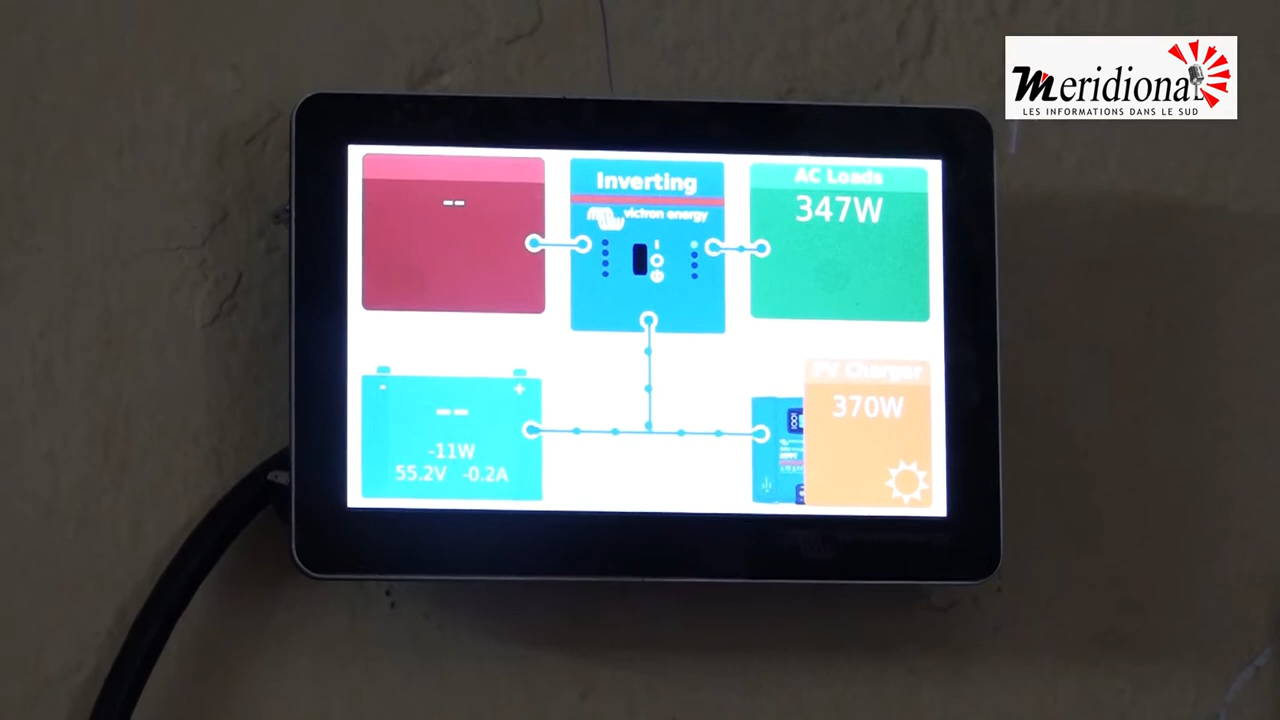 Meridional
LES INFORMATIONS DANS LE SUD
--
Inverting
victron energy
AC Loads
347W
--
-11W
55.2V -0.2A
PV Charger
370W